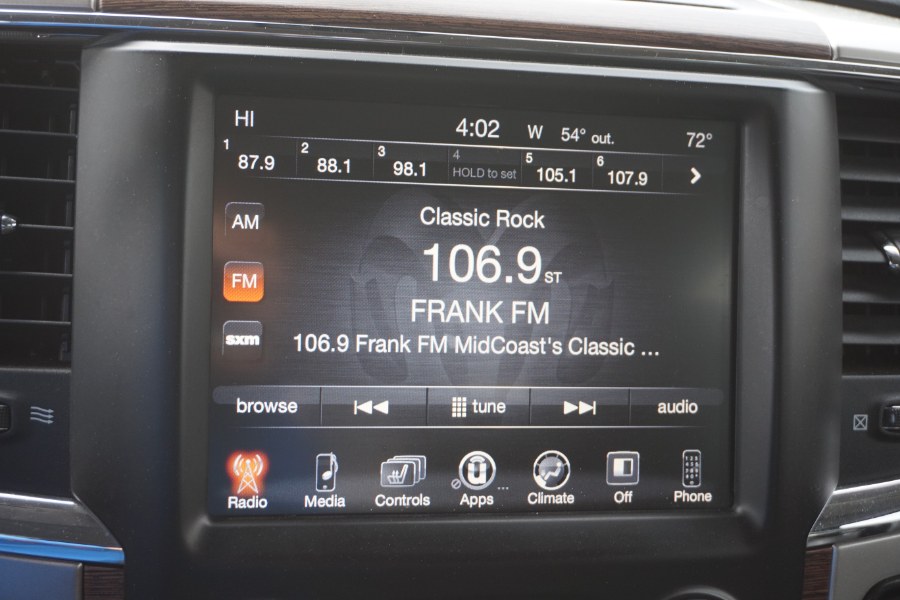 HI 4:02 W 54° out. 72°
1 87.9 2 88.1 3 98.1 4 HOLD to set 5 105.1 6 107.9
AM
Classic Rock
106.9 ST
FM
FRANK FM
sxm
106.9 Frank FM MidCoast's Classic ...
browse tune audio
Radio Media Controls Apps Climate Off Phone